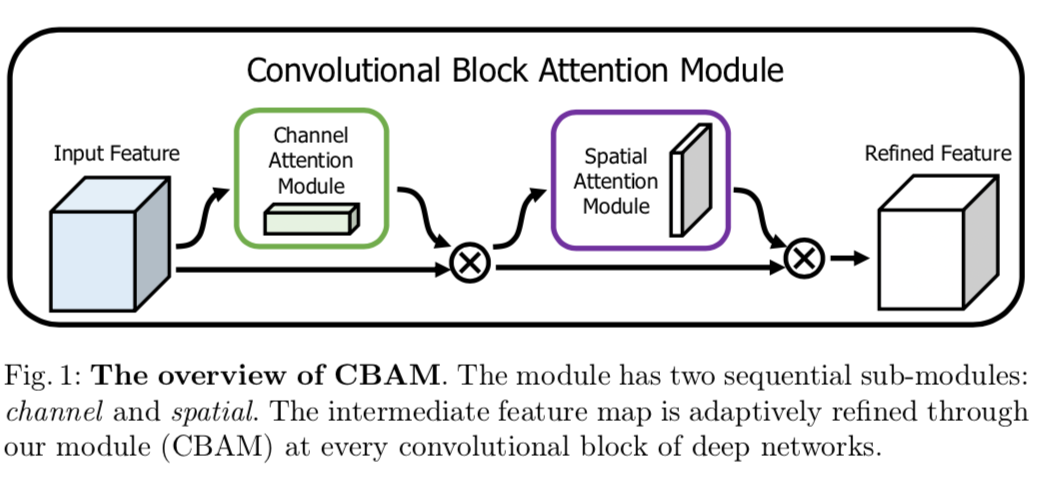 Convolutional Block Attention Module
Input Feature
Channel
Attention
Module
Spatial
Attention
Module
Refined Feature
Fig. 1: The overview of CBAM. The module has two sequential sub-modules:
channel and spatial. The intermediate feature map is adaptively refined through
our module (CBAM) at every convolutional block of deep networks.